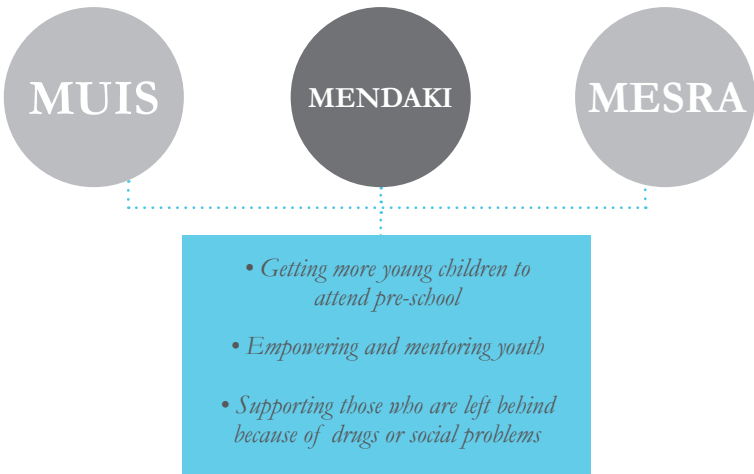 MUIS
MENDAKI
MESRA
• Getting more young children to
attend pre-school
• Empowering and mentoring youth
• Supporting those who are left behind
because of drugs or social problems